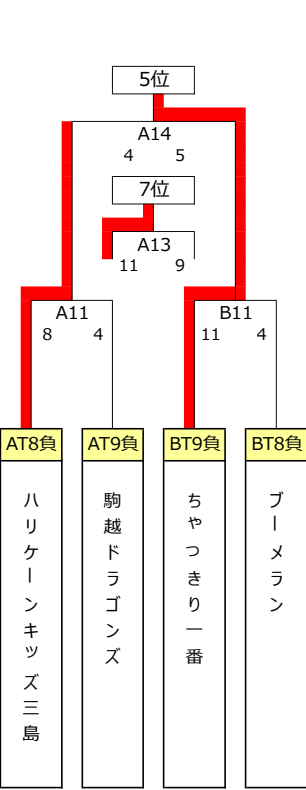 5位
A14
4 5
7位
A13
11 9
A11 B11
8 4 11 4
AT8負 AT9負 BT9負 BT8負
ハリケーンキッズ三島
駒越ドラゴンズ
ちゃつきり一番
ブーメラン